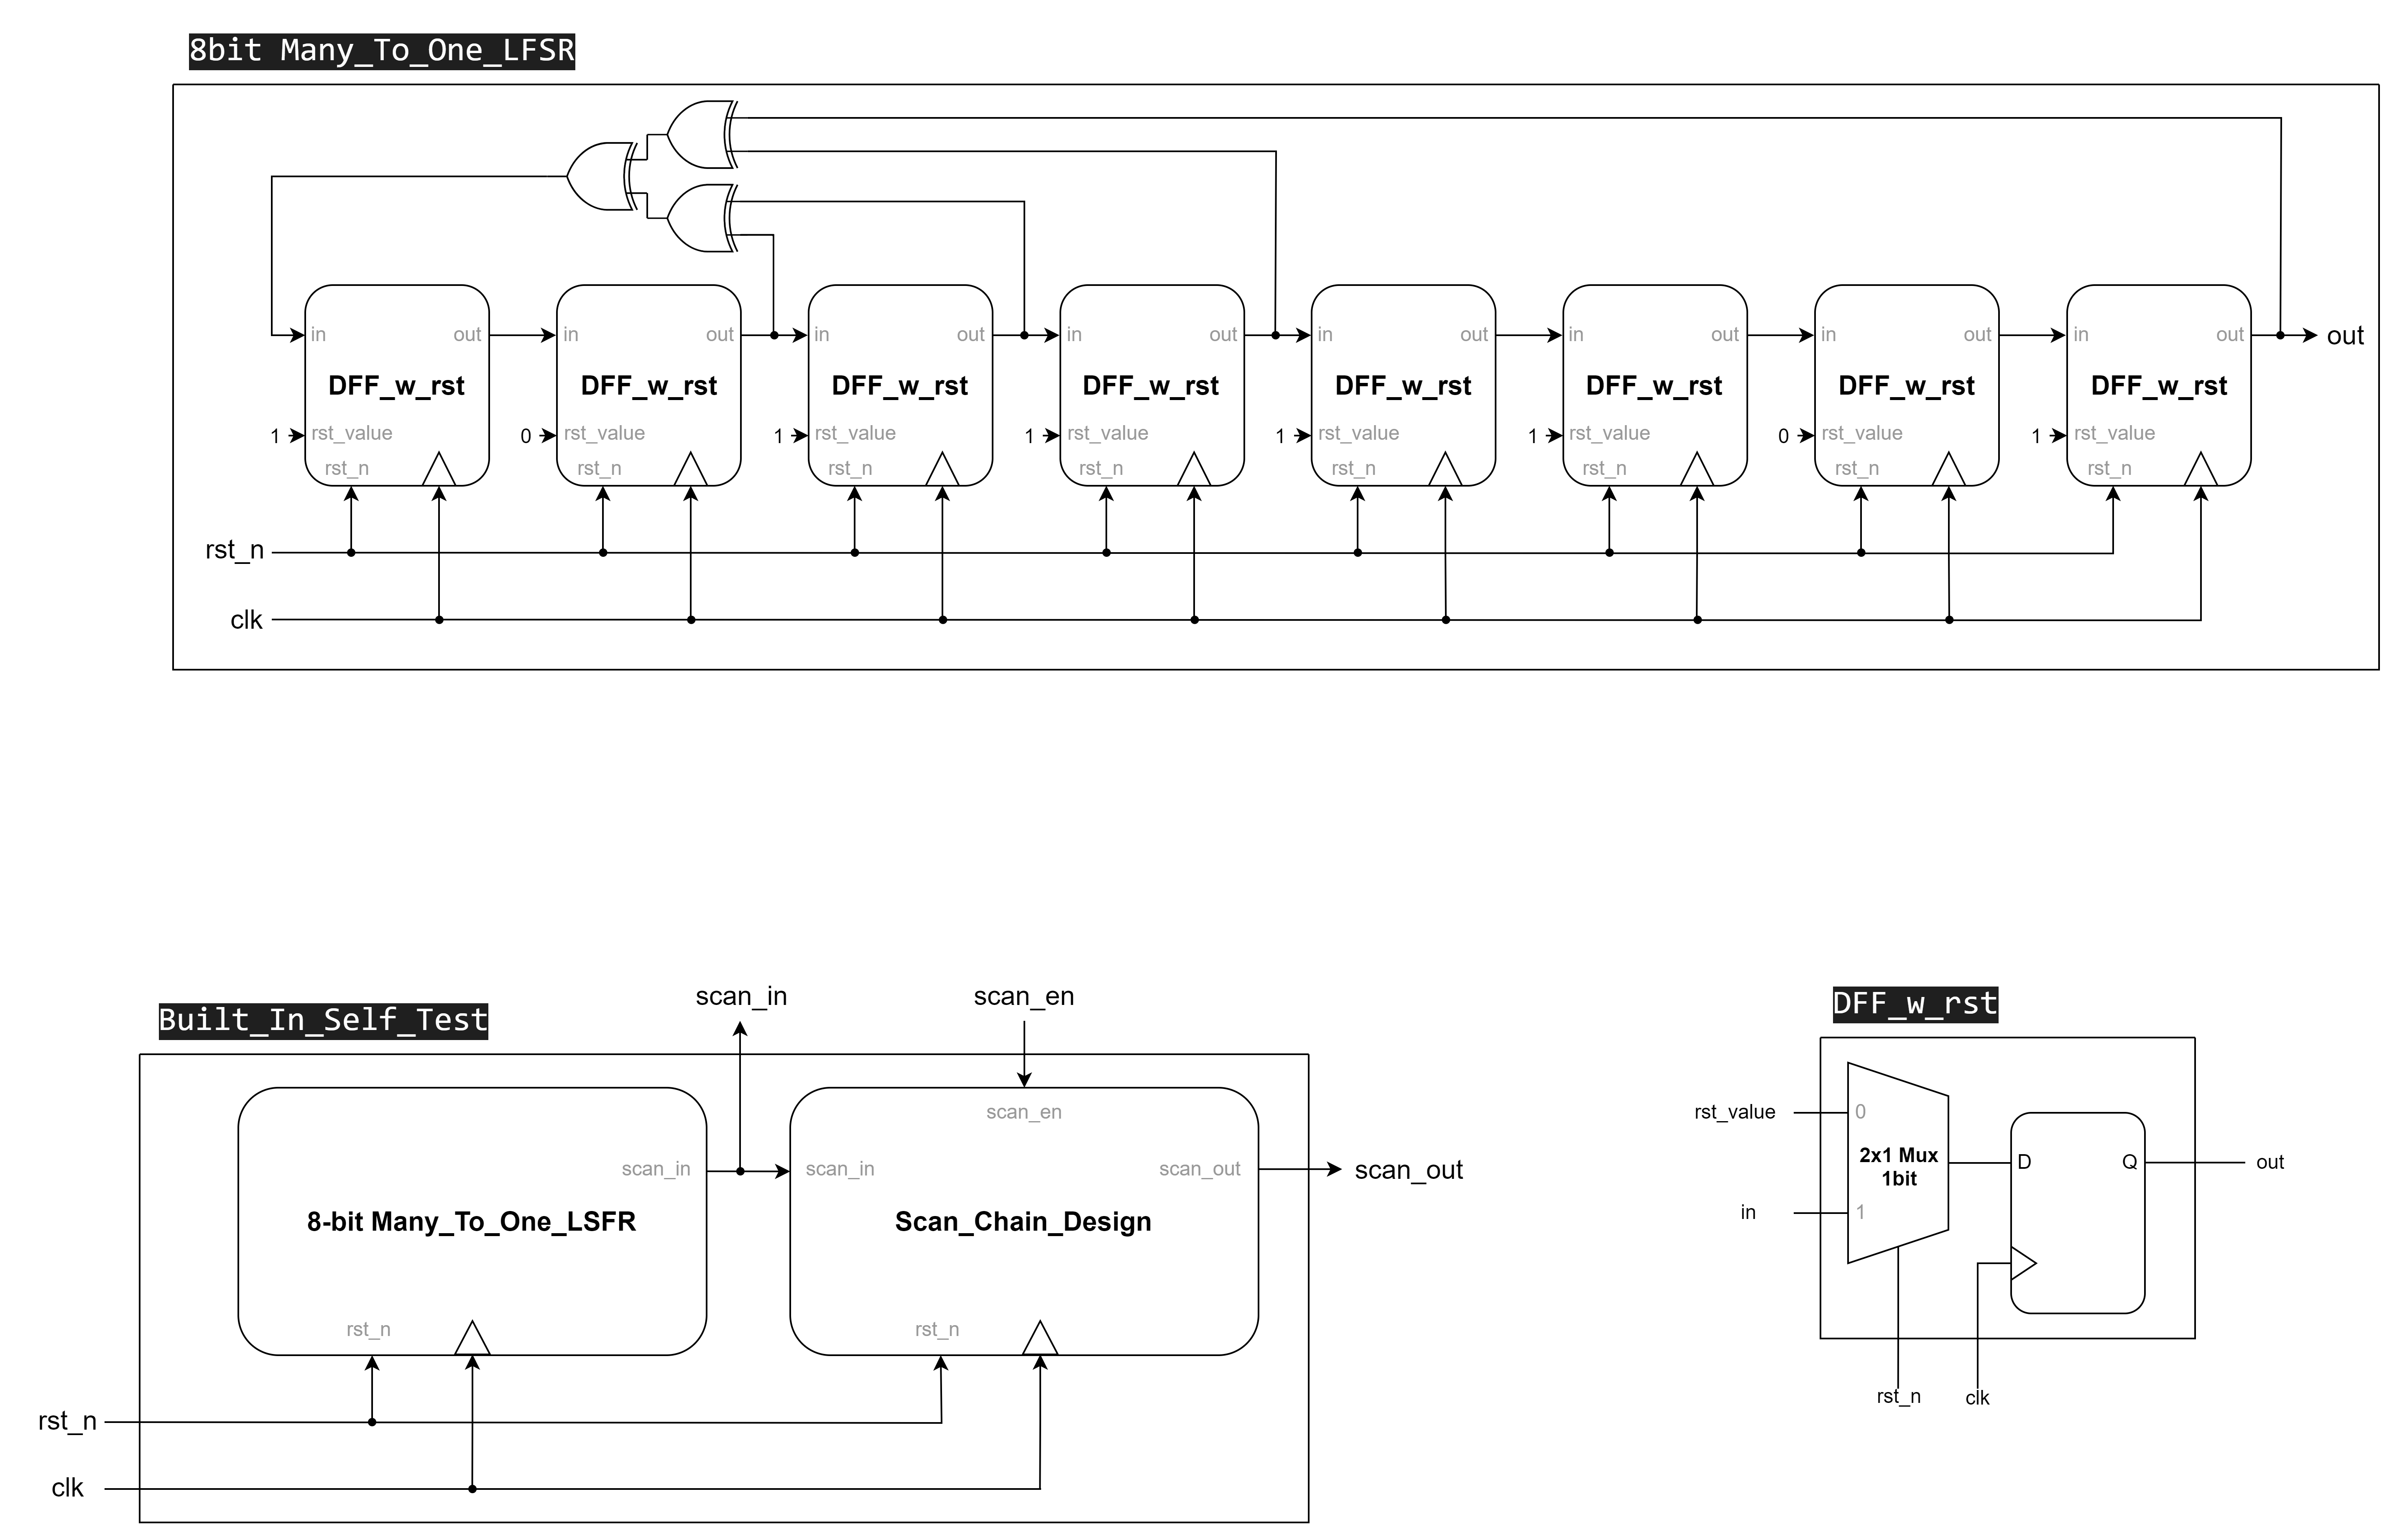 8bit Many_To_One_LFSR
in out in out in out in out in out in out in out in out out
DFF_w_rst DFF_w_rst DFF_w_rst DFF_w_rst DFF_w_rst DFF_w_rst DFF_w_rst DFF_w_rst
1 rst_value 0 rst_value 1 rst_value 1 rst_value 1 rst_value 1 rst_value 0 rst_value 1 rst_value
rst_n rst_n rst_n rst_n rst_n rst_n rst_n rst_n
rst_n
clk
Built_In_Self_Test
scan_in scan_en
scan_en
scan_in scan_in scan_out scan_out
8-bit Many_To_One_LSFR Scan_Chain_Design
rst_n rst_n
rst_n
clk
DFF_w_rst
rst_value 0
2x1 Mux
1bit
D Q out
in 1
rst_n clk